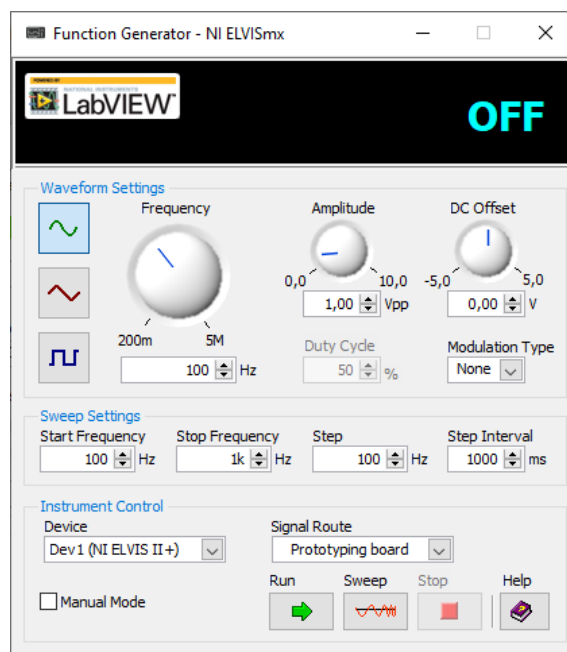 Function Generator - NI ELVISmx
POWERED BY
NATIONAL INSTRUMENTS
LabVIEW™
OFF
Waveform Settings
Frequency
Amplitude
DC Offset
0,0 10,0
-5,0 5,0
1,00 Vpp
0,00 V
200m 5M
100 Hz
Duty Cycle
50 %
Modulation Type
None
Sweep Settings
Start Frequency Stop Frequency Step Step Interval
100 Hz 1k Hz 100 Hz 1000 ms
Instrument Control
Device Signal Route
Dev1 (NI ELVIS II+) Prototyping board
Run Sweep Stop Help
Manual Mode